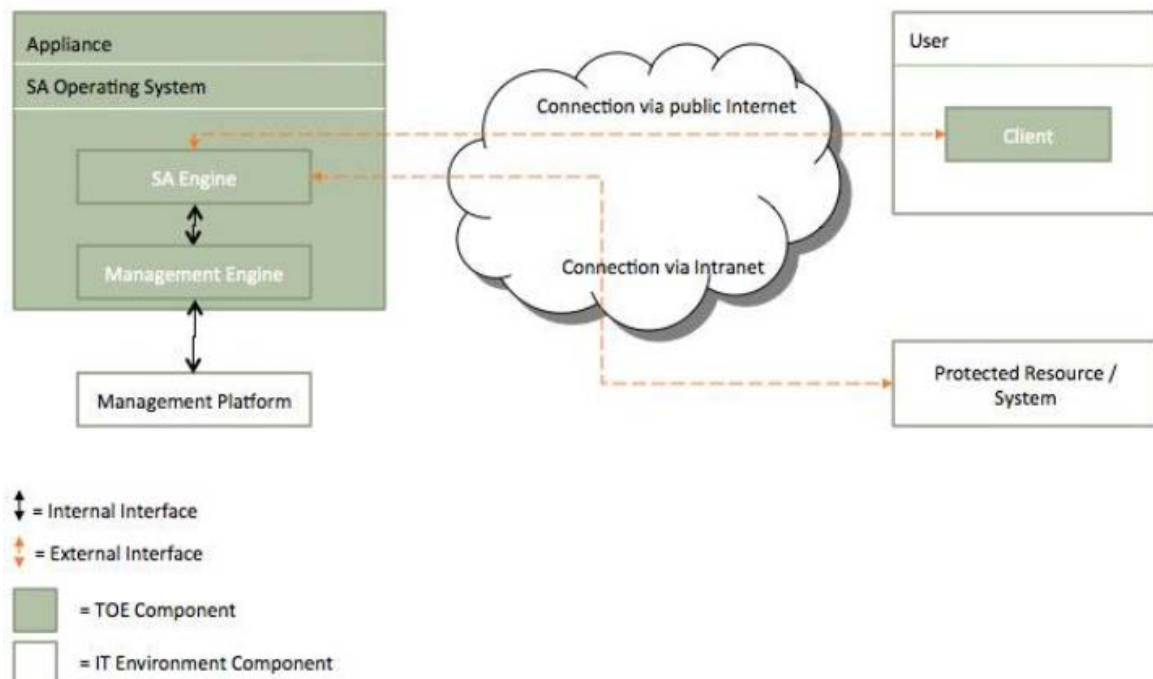 Appliance
SA Operating System
SA Engine
Management Engine
Management Platform
Connection via public Internet
Connection via Intranet
User
Client
Protected Resource /
System
= Internal Interface
= External Interface
= TOE Component
= IT Environment Component